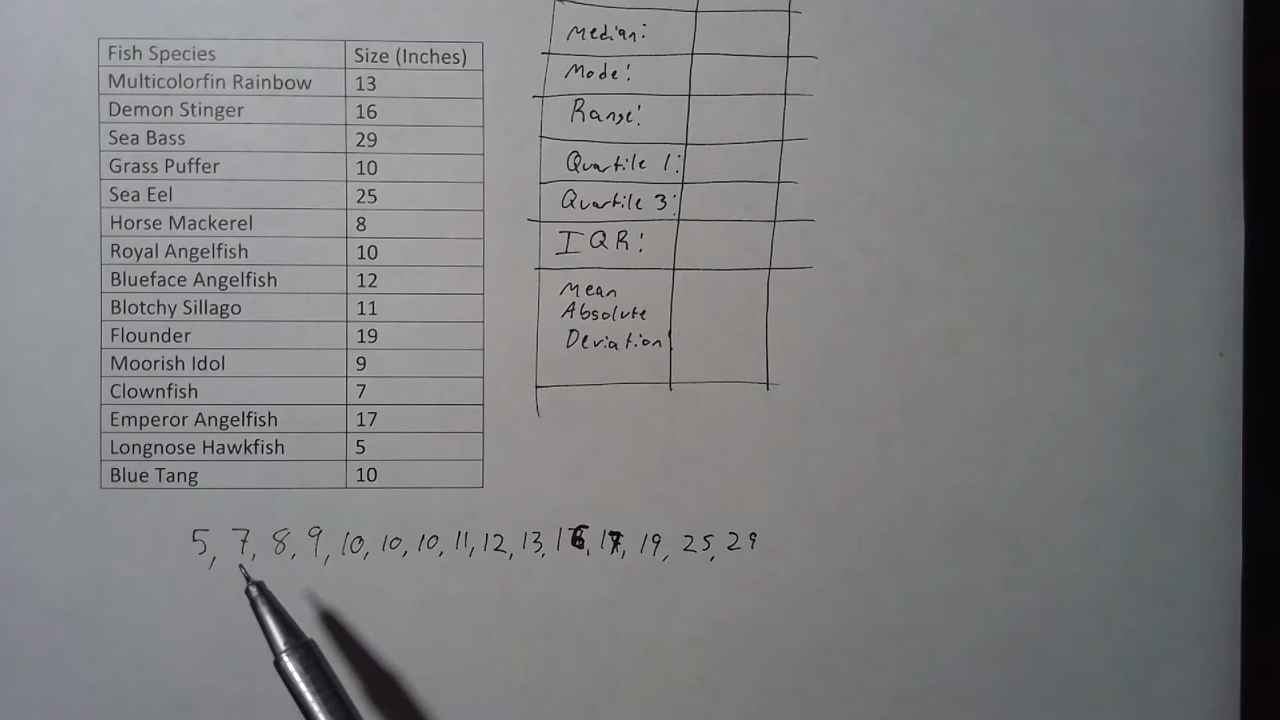 Fish Species Size (Inches)
Multicolorfin Rainbow 13
Demon Stinger 16
Sea Bass 29
Grass Puffer 10
Sea Eel 25
Horse Mackerel 8
Royal Angelfish 10
Blueface Angelfish 12
Blotchy Sillago 11
Flounder 19
Moorish Idol 9
Clownfish 7
Emperor Angelfish 17
Longnose Hawkfish 5
Blue Tang 10
Median:
Mode:
Range:
Quartile 1:
Quartile 3:
IQR:
Mean
Absolute
Deviation
5, 7, 8, 9, 10, 10, 10, 11, 12, 13, 16, 17, 19, 25, 29